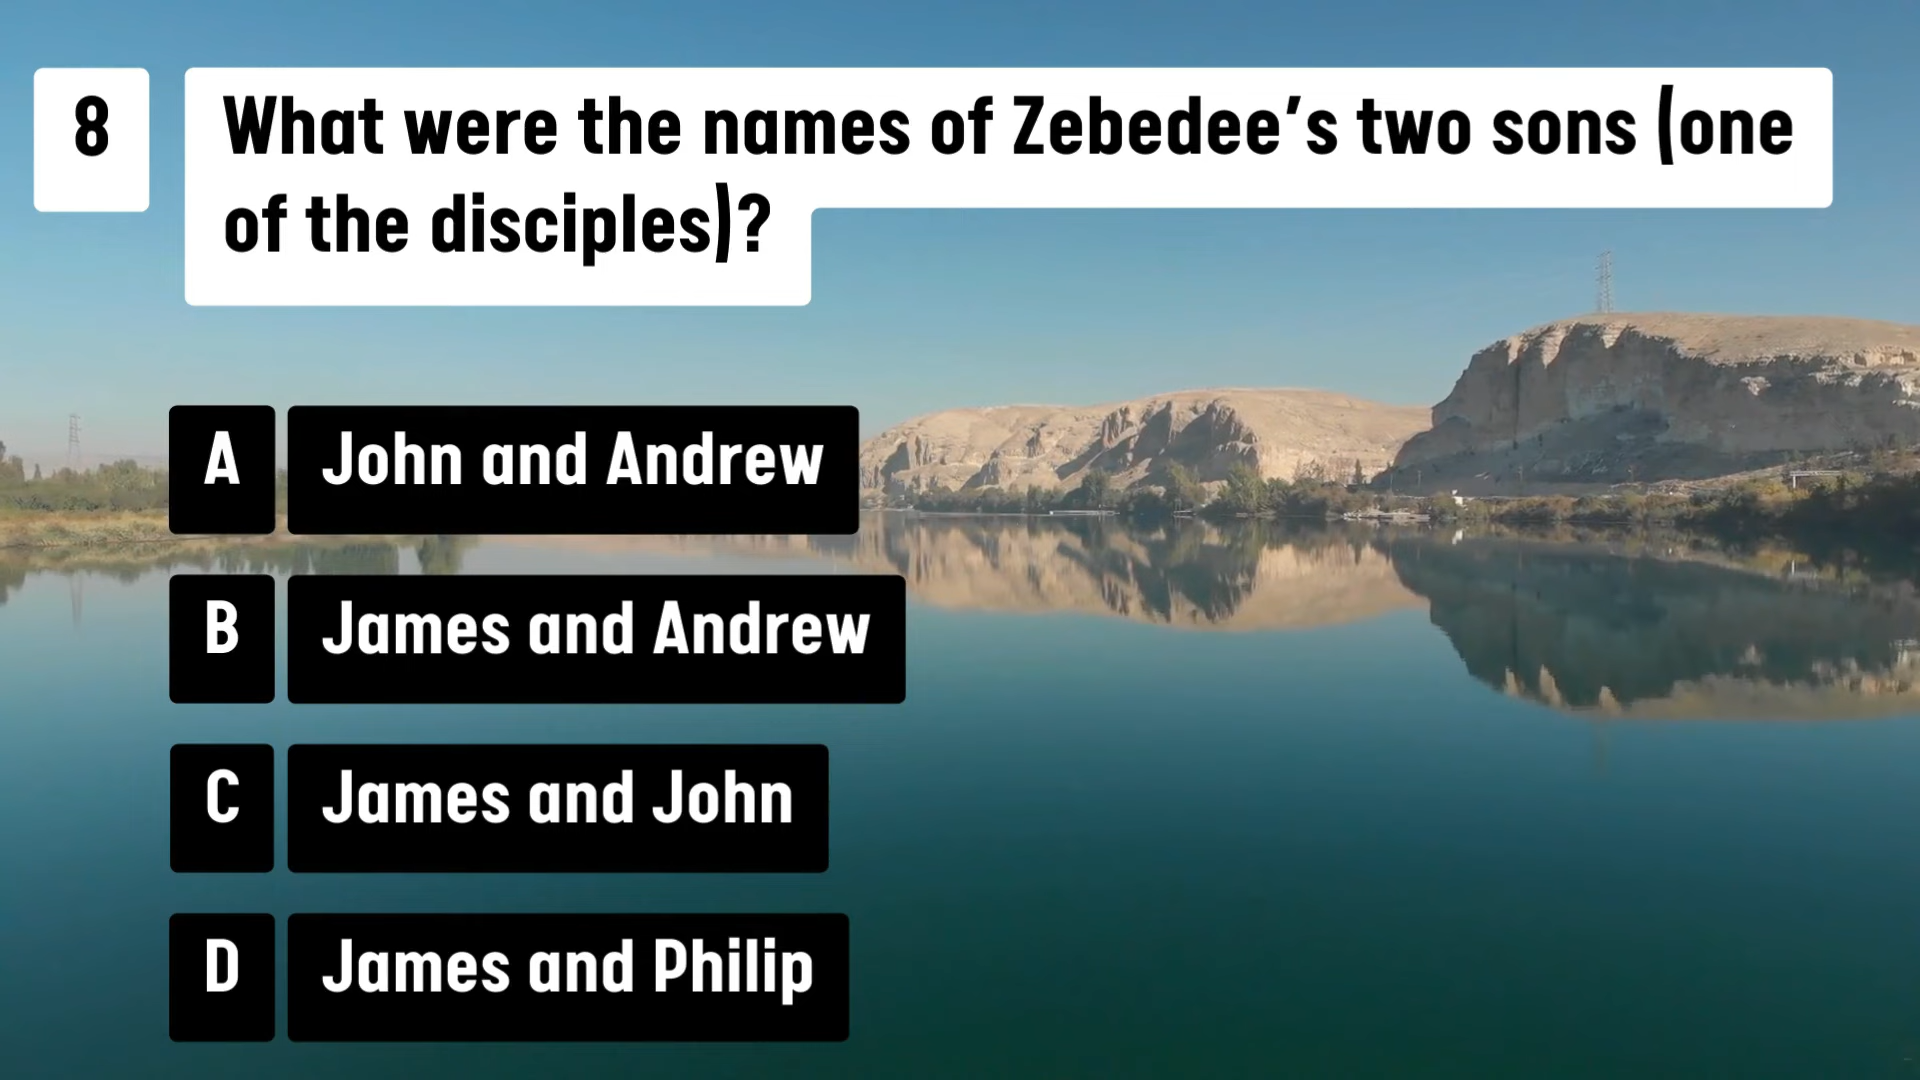 8
What were the names of Zebedee's two sons (one
of the disciples)?
A
John and Andrew
B
James and Andrew
C
James and John
D
James and Philip